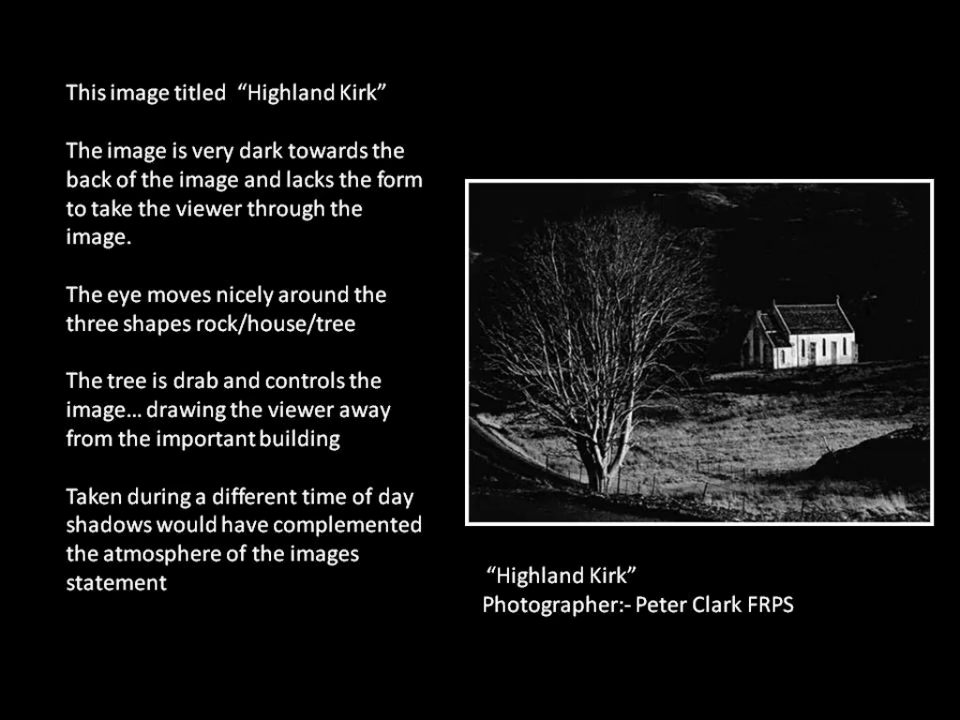 This image titled  “Highland Kirk”
The image is very dark towards the
back of the image and lacks the form
to take the viewer through the
image.
The eye moves nicely around the
three shapes rock/house/tree
The tree is drab and controls the
image... drawing the viewer away
from the important building
Taken during a different time of day
shadows would have complemented
the atmosphere of the images
statement
“Highland Kirk”
Photographer:- Peter Clark FRPS